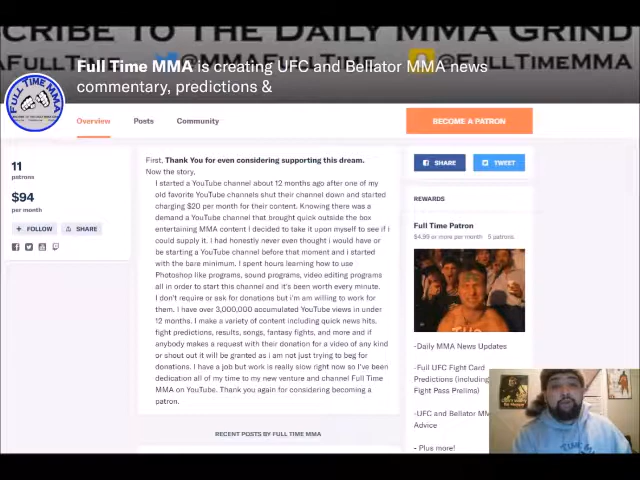 CRIBE TO THE DAILY MMA GRIND
AFULLTIME @MMAFULLTIME @FULLTIMEMMA
Full Time MMA is creating UFC and Bellator MMA news
commentary, predictions &
FULL TIME MMA
Overview Posts Community BECOME A PATRON
11
patrons
$94
per month
FOLLOW SHARE
First, Thank You for even considering supporting this dream.
Now the story,
I started a YouTube channel about 12 months ago after one of my
old favorite YouTube channels shut their channel down and started
charging $20 per month for their content. Knowing there was a
demand a YouTube channel that brought quick outside the box
entertaining MMA content I decided to take it upon myself to see if i
could supply it. I had honestly never even thought i would have or
be starting a YouTube channel before that moment and i started
with the bare minimum. I spent hours learning how to use
Photoshop like programs, sound programs, video editing programs
all in order to start this channel and it's been worth every minute.
I don't require or ask for donations but i'm am willing to work for
them. I have over 3,000,000 accumulated YouTube views in under
12 months. I make a variety of content including quick news hits,
fight predictions, results, songs, fantasy fights, and more and if
anybody makes a request with their donation for a video of any kind
or shout out it will be granted as i am not just trying to beg for
donations. I have a job but work is really slow right now so I've been
dedication all of my time to my new venture and channel Full Time
MMA on YouTube. Thank you again for considering becoming a
patron.
RECENT POSTS BY FULL TIME MMA
SHARE TWEET
REWARDS
Full Time Patron
$4.99 or more per month 5 patrons
-Daily MMA News Updates
-Full UFC Fight Card
Predictions (including
Fight Pass Prelims)
-UFC and Bellator MM
Advice
- Plus more!